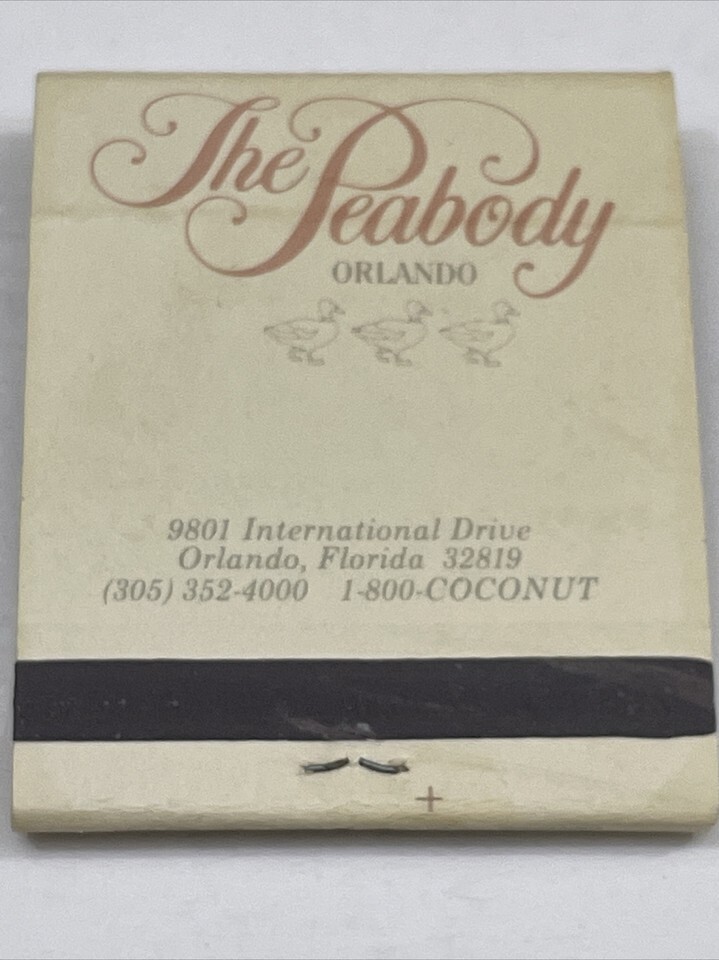 The Peabody
ORLANDO
9801 International Drive
Orlando, Florida 32819
(305) 352-4000 1-800-COCONUT